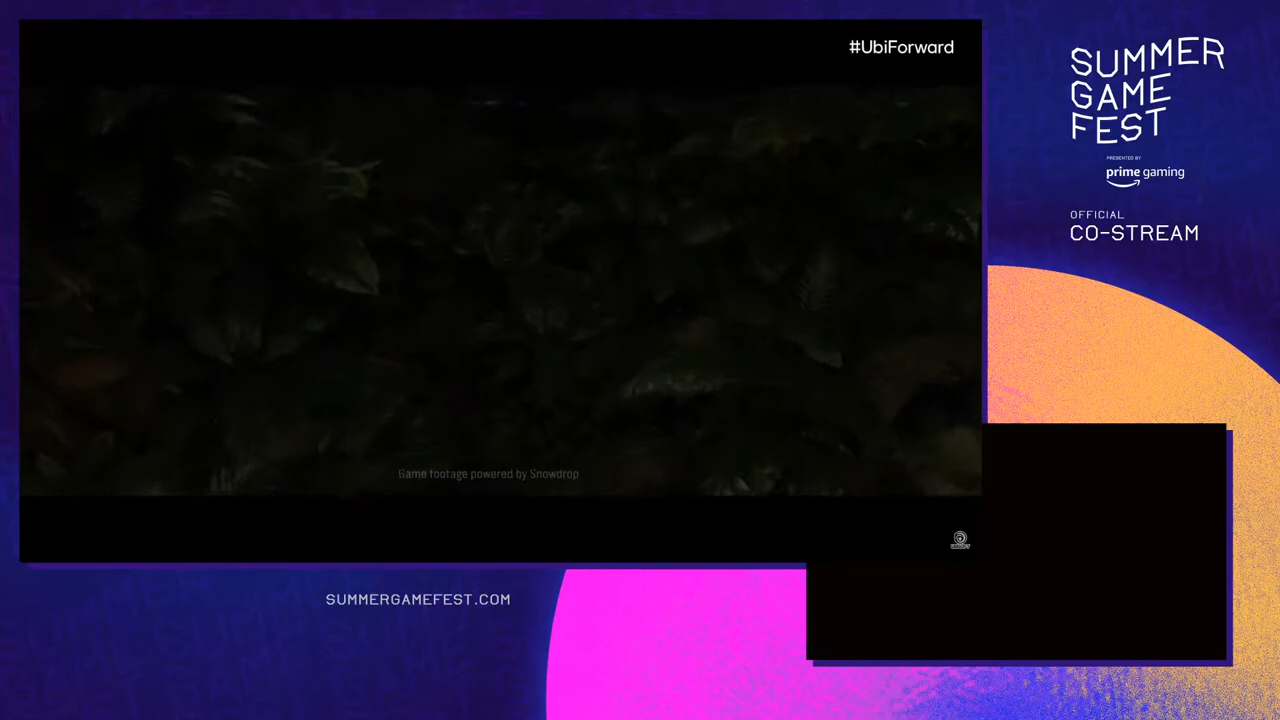 #UbiForward
SUMMER
GAME
FEST
PRESENTED BY
prime gaming
OFFICIAL
CO-STREAM
Game footage powered by Snowdrop
SUMMERGAMEFEST.COM